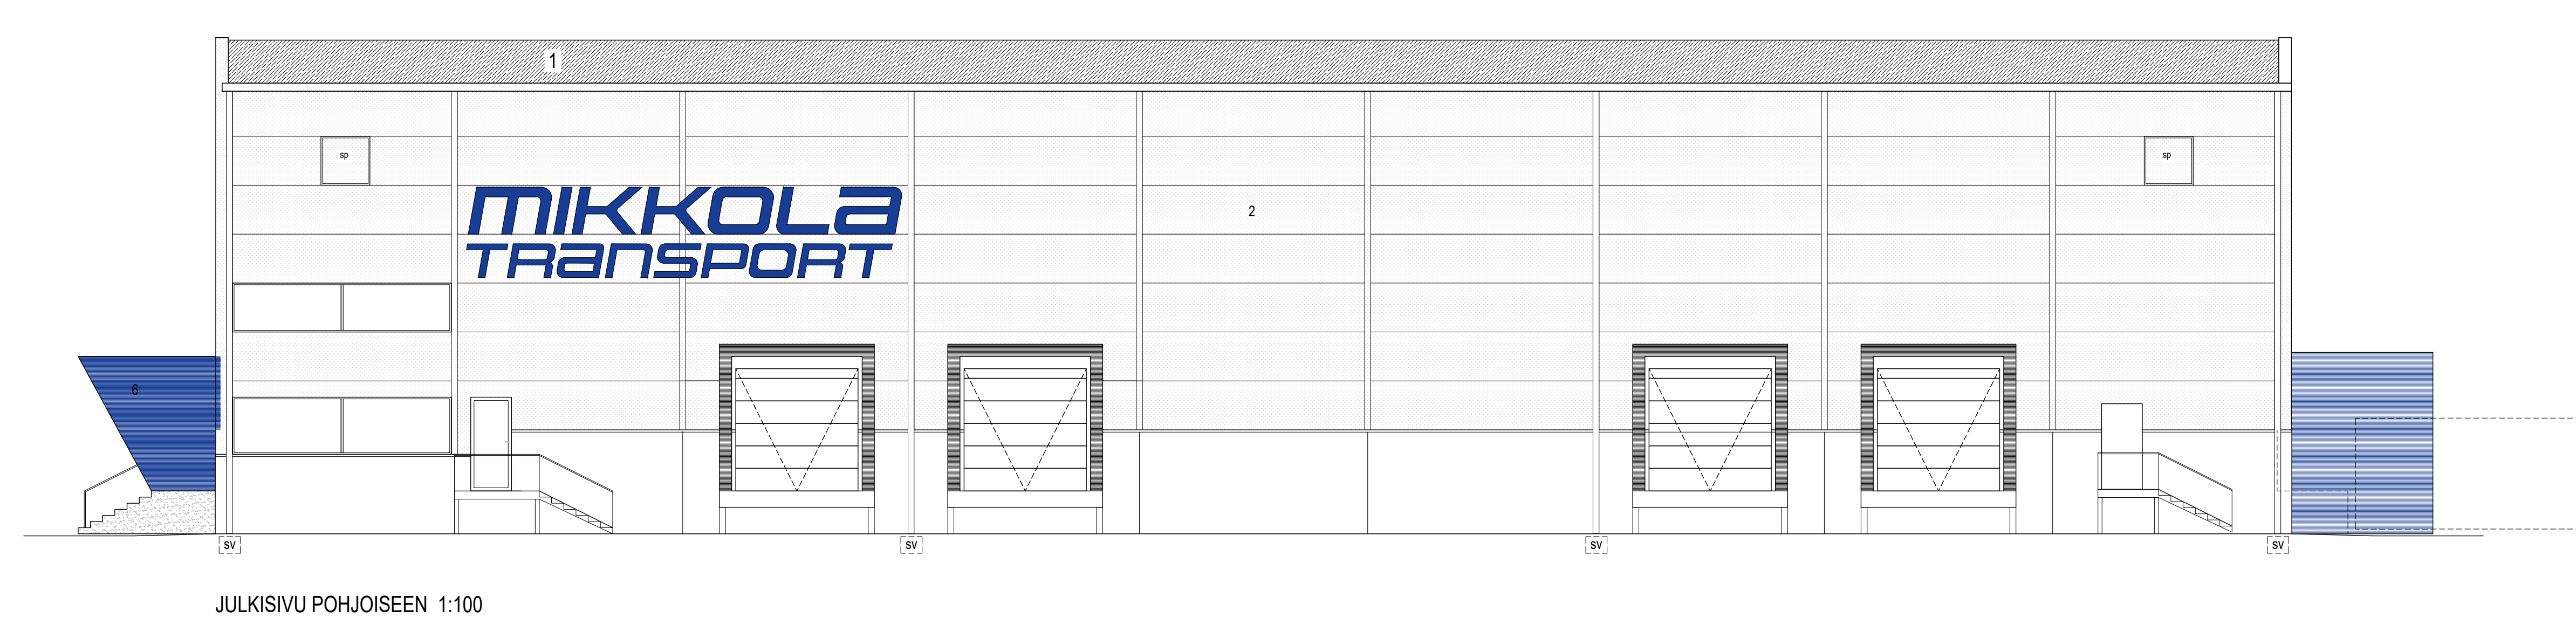 1
sp
sp
MIKKOLA
2
TRANSPORT
6
sv
sv
sv
sv
JULKISIVU POHJOISEEN 1:100